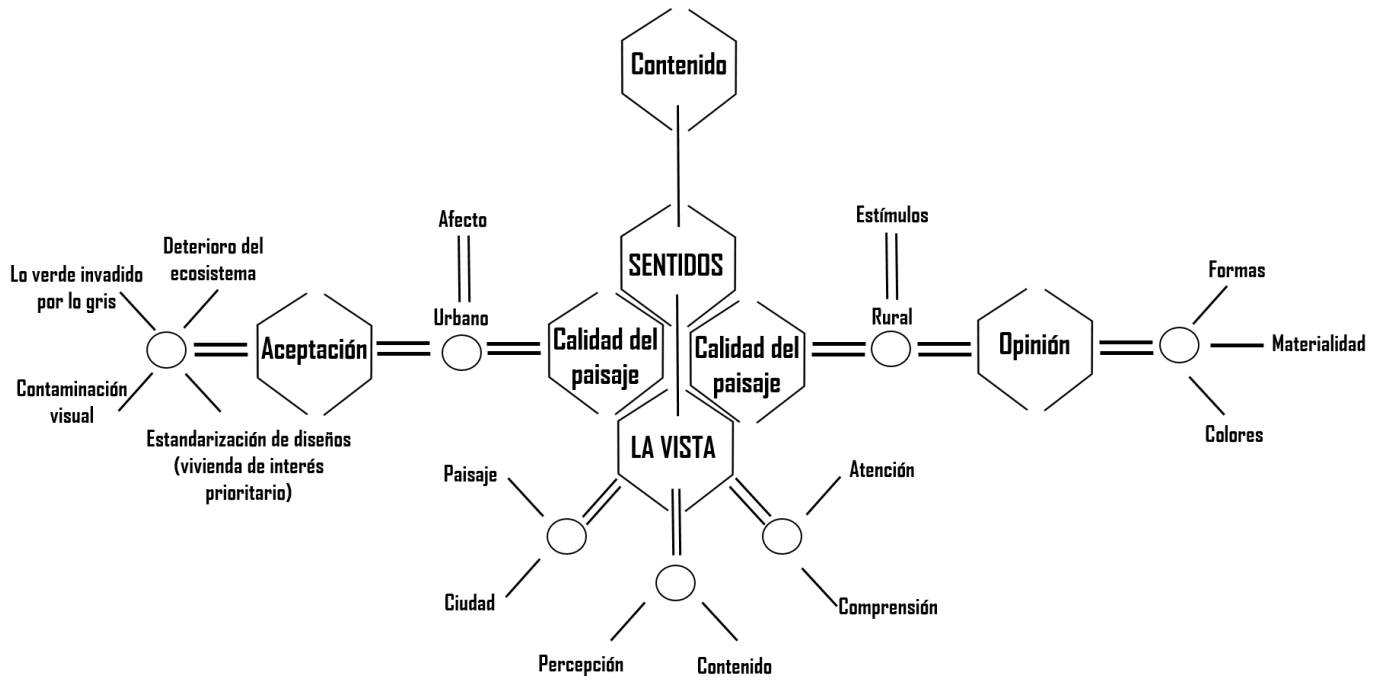 Contenido
SENTIDOS
Afecto
Estímulos
Deterioro del
ecosistema
Lo verde invadido
por lo gris
Formas
Urbano
Rural
Aceptación
Calidad del
paisaje
Calidad del
paisaje
Opinión
Materialidad
Contaminación
visual
Estandarización de diseños
(vivienda de interés
prioritario)
Colores
LA VISTA
Paisaje
Atención
Ciudad
Comprensión
Percepción
Contenido